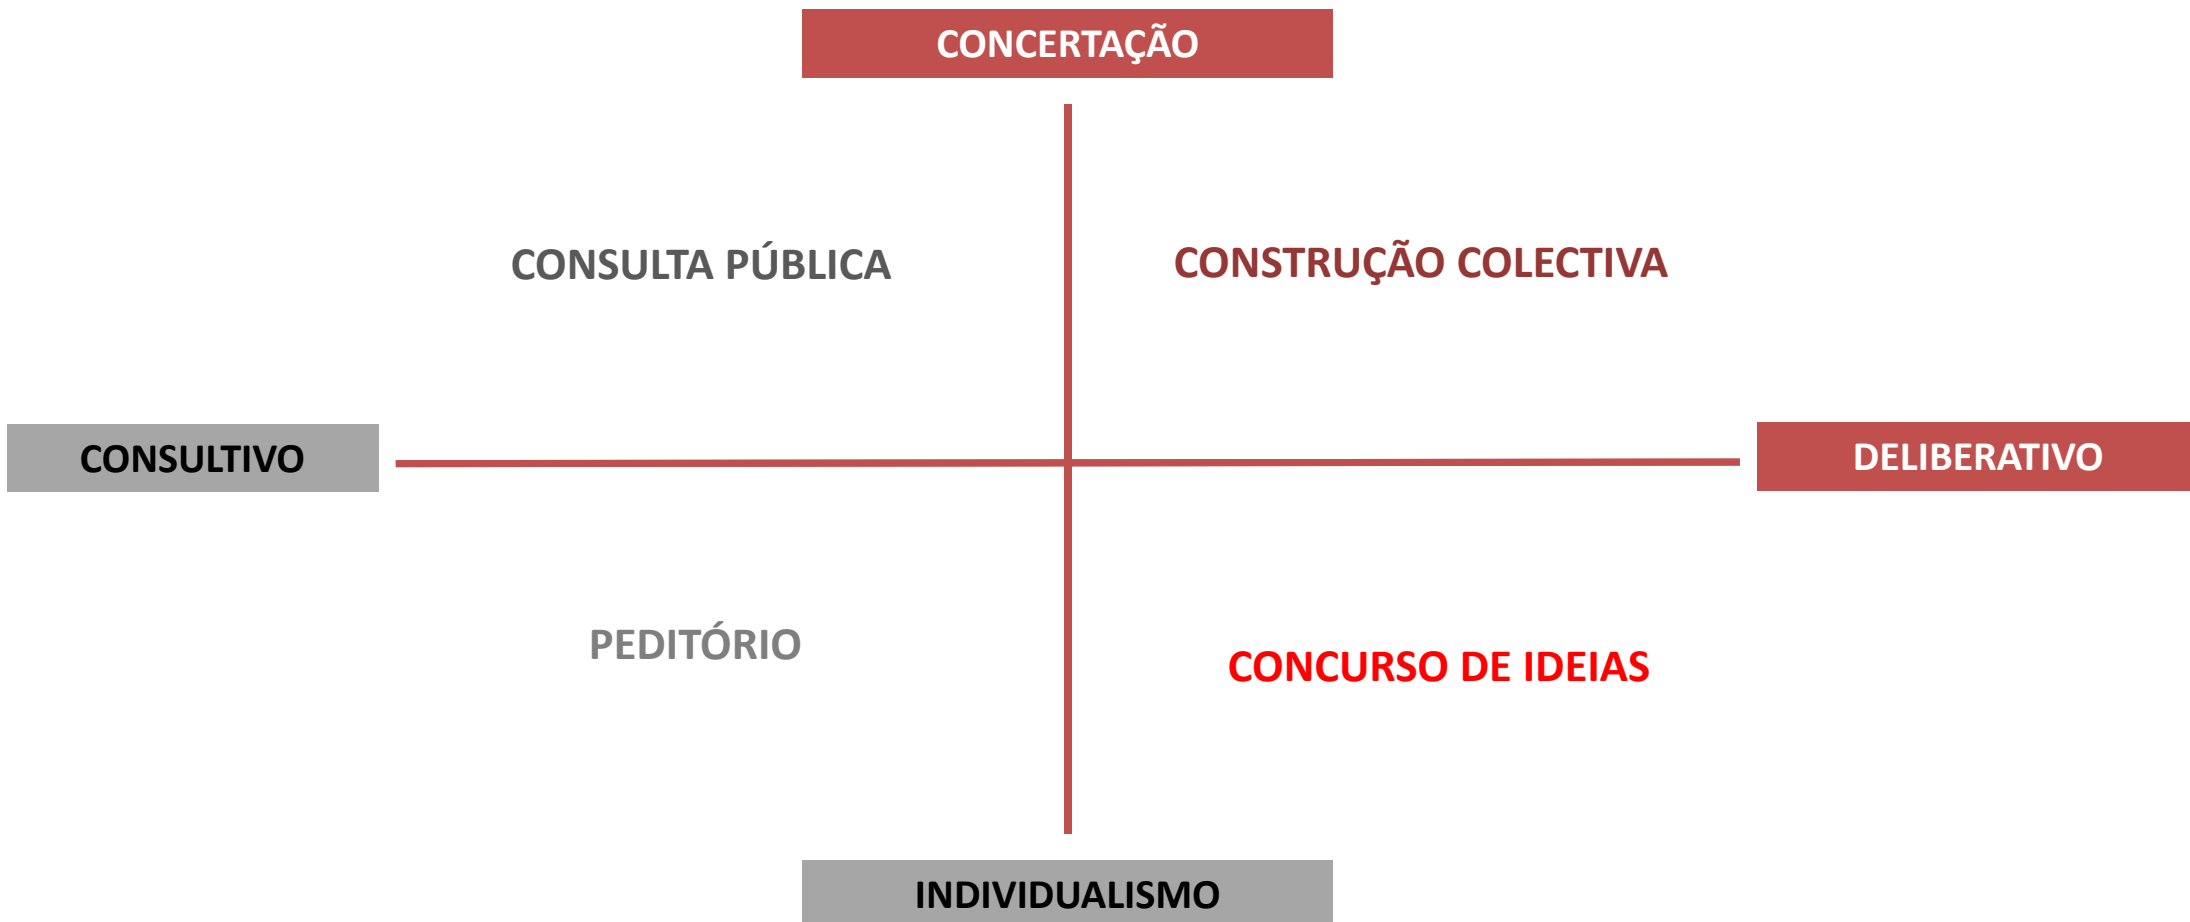 CONCERTAÇÃO
CONSULTA PÚBLICA
CONSTRUÇÃO COLECTIVA
CONSULTIVO
DELIBERATIVO
PEDITÓRIO
CONCURSO DE IDEIAS
INDIVIDUALISMO